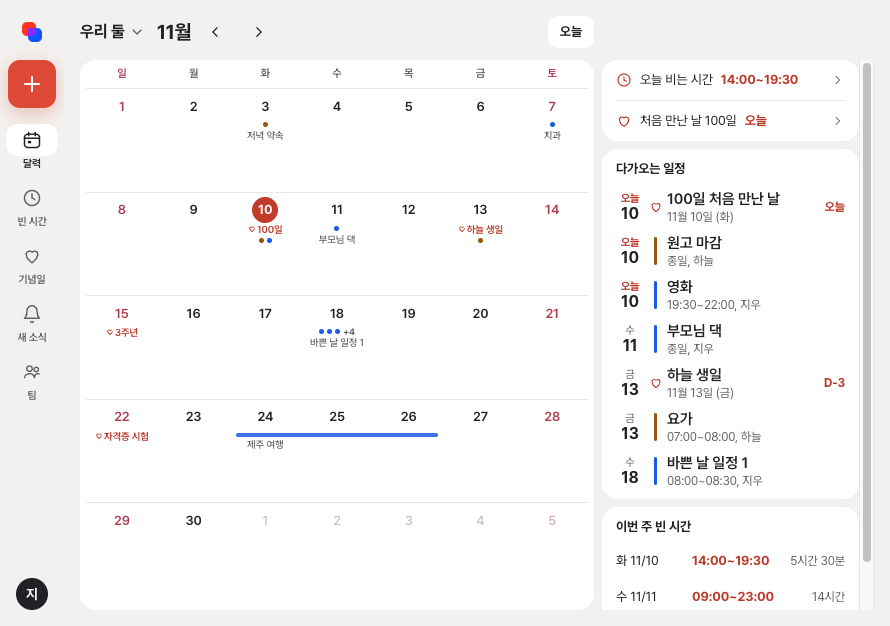 우리 둘 11월 오늘
일 월 화 수 목 금 토
1 2 3 4 5 6 7
저녁 약속 치과
8 9 10 11 12 13 14
100일 부모님 댁 하늘 생일
15 16 17 18 19 20 21
3주년 +4
바쁜 날 일정 1
22 23 24 25 26 27 28
자격증 시험 제주 여행
29 30 1 2 3 4 5
달력
빈 시간
기념일
새 소식
팀
지
오늘 비는 시간 14:00~19:30
처음 만난 날 100일 오늘
다가오는 일정
오늘 10 100일 처음 만난 날 오늘
11월 10일 (화)
오늘 10 원고 마감
종일, 하늘
오늘 10 영화
19:30~22:00, 지우
수 11 부모님 댁
종일, 지우
금 13 하늘 생일 D-3
11월 13일 (금)
금 13 요가
07:00~08:00, 하늘
수 18 바쁜 날 일정 1
08:00~08:30, 지우
이번 주 빈 시간
화 11/10 14:00~19:30 5시간 30분
수 11/11 09:00~23:00 14시간